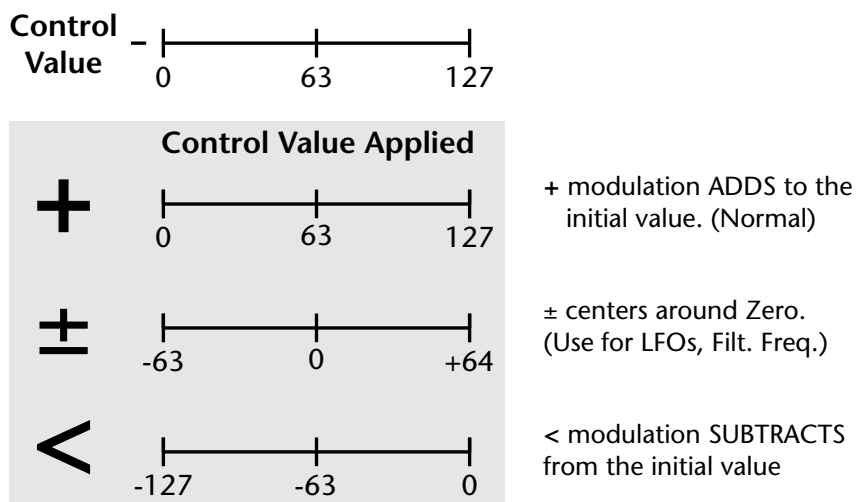 Control
Value
–
0 63 127
Control Value Applied
+
0 63 127
+ modulation ADDS to the
initial value. (Normal)
±
-63 0 +64
± centers around Zero.
(Use for LFOs, Filt. Freq.)
<
-127 -63 0
< modulation SUBTRACTS
from the initial value